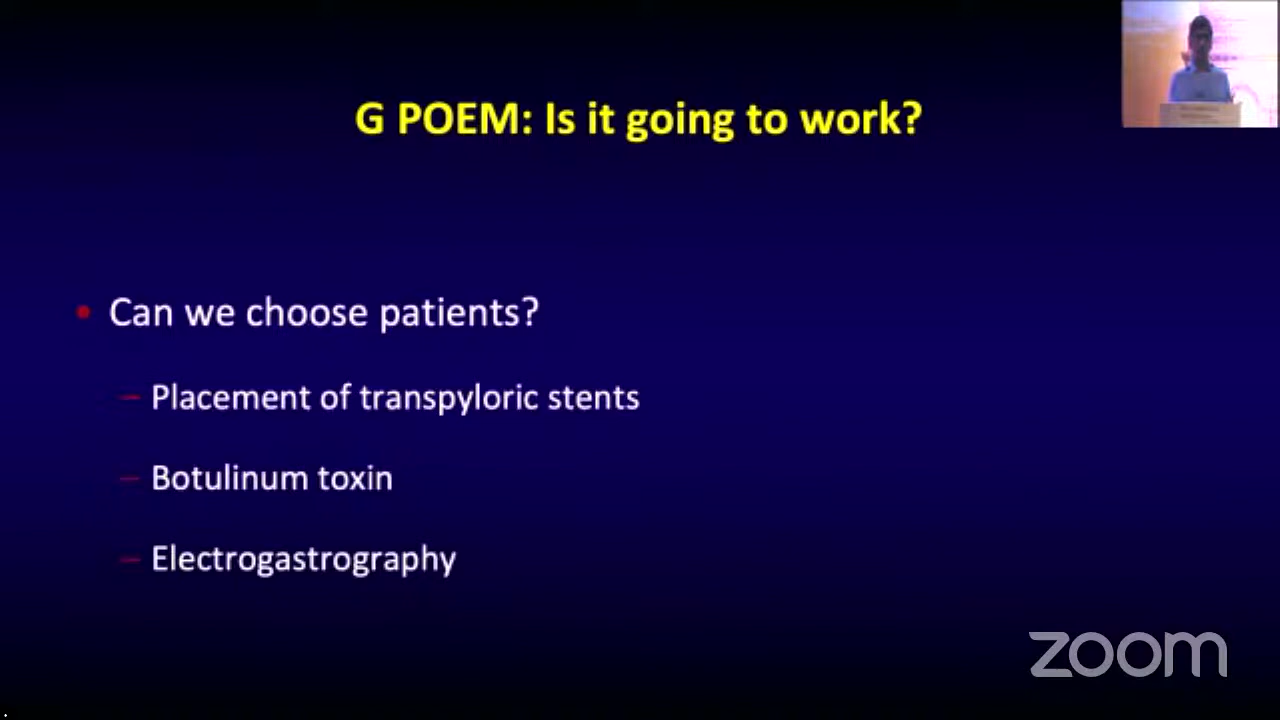 G POEM: Is it going to work?
• Can we choose patients?
– Placement of transpyloric stents
– Botulinum toxin
– Electrogastrography
zoom